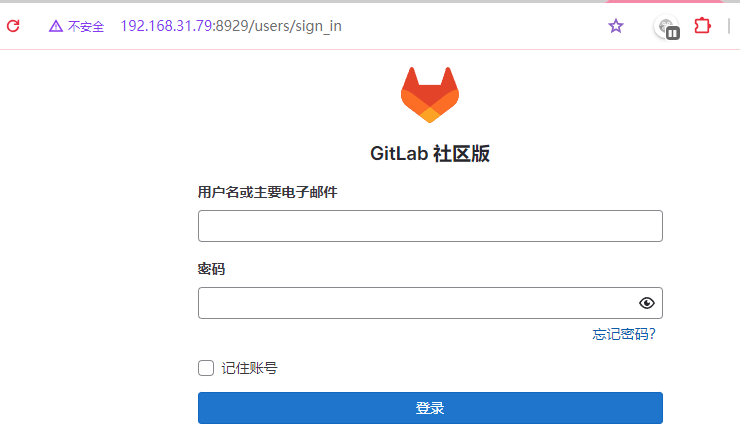 不安全 192.168.31.79:8929/users/sign_in
GitLab 社区版
用户名或主要电子邮件
密码
忘记密码?
记住账号
登录